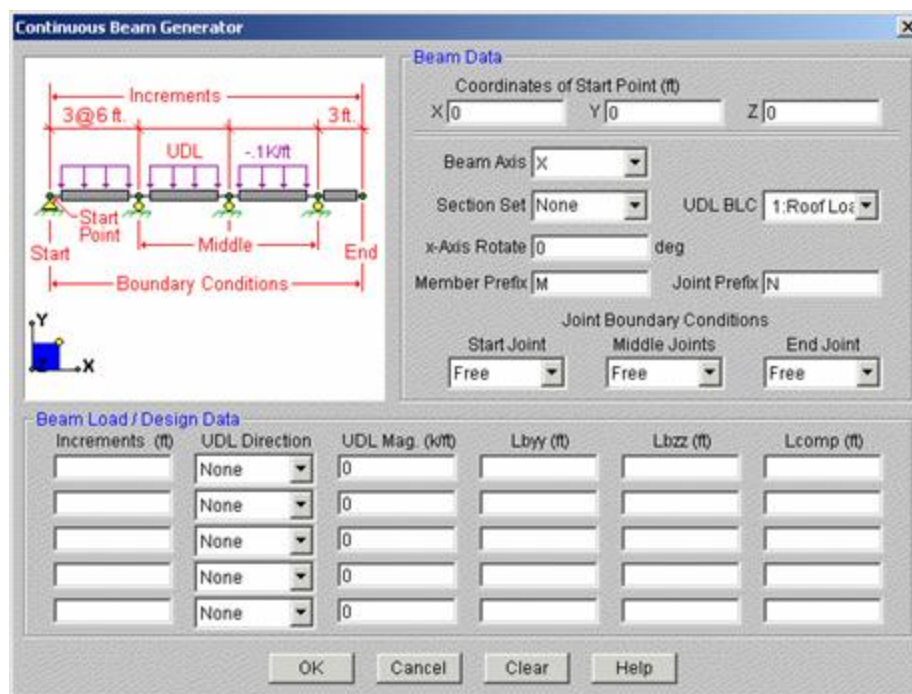 Continuous Beam Generator
Increments
3@6 ft.
3 ft.
UDL
-.1K/ft
Start
Point
Start
Middle
End
Boundary Conditions
Y
Z
X
Beam Data
Coordinates of Start Point (ft)
X 0 Y 0 Z 0
Beam Axis X
Section Set None UDL BLC 1:Roof Loa
x-Axis Rotate 0 deg
Member Prefix M Joint Prefix N
Joint Boundary Conditions
Start Joint Middle Joints End Joint
Free Free Free
Beam Load / Design Data
Increments (ft) UDL Direction UDL Mag. (k/ft) Lbyy (ft) Lbzz (ft) Lcomp (ft)
None 0
None 0
None 0
None 0
None 0
OK Cancel Clear Help